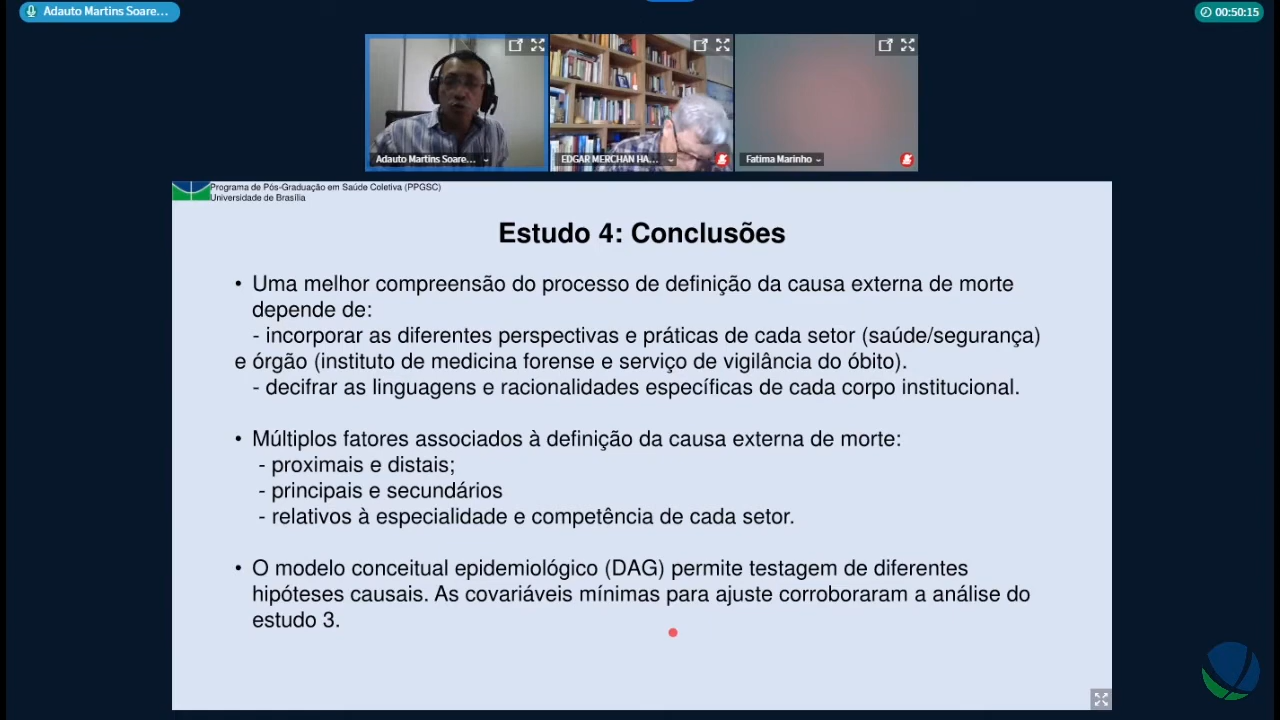 Adauto Martins Soare...
00:50:15
Adauto Martins Soare...
EDGAR MERCHAN HA...
Fatima Marinho
Programa de Pós-Graduação em Saúde Coletiva (PPGSC)
Universidade de Brasília
Estudo 4: Conclusões
• Uma melhor compreensão do processo de definição da causa externa de morte
depende de:
- incorporar as diferentes perspectivas e práticas de cada setor (saúde/segurança)
e órgão (instituto de medicina forense e serviço de vigilância do óbito).
- decifrar as linguagens e racionalidades específicas de cada corpo institucional.
• Múltiplos fatores associados à definição da causa externa de morte:
- proximais e distais;
- principais e secundários
- relativos à especialidade e competência de cada setor.
• O modelo conceitual epidemiológico (DAG) permite testagem de diferentes
hipóteses causais. As covariáveis mínimas para ajuste corroboraram a análise do
estudo 3.